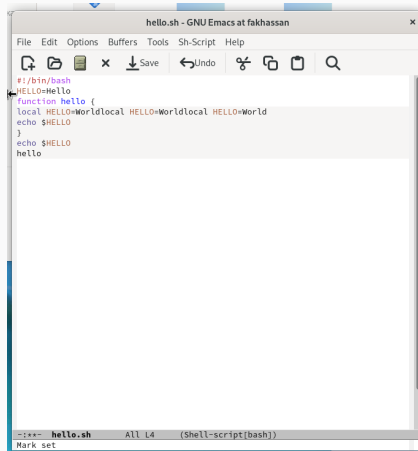 hello.sh - GNU Emacs at fakhassan
File Edit Options Buffers Tools Sh-Script Help
Save Undo
#!/bin/bash
HELLO=Hello
function hello {
local HELLO=Worldlocal HELLO=Worldlocal HELLO=World
echo $HELLO
}
echo $HELLO
hello
-:**- hello.sh All L4 (Shell-script[bash])
Mark set